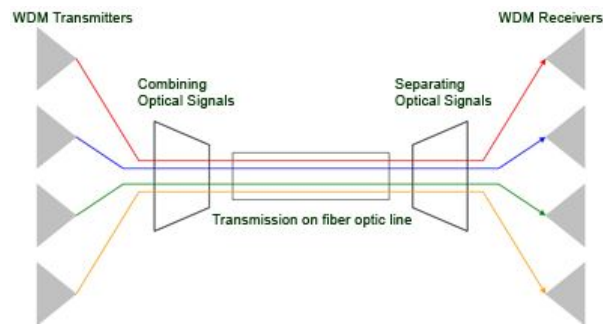 WDM Transmitters
WDM Receivers
Combining
Optical Signals
Separating
Optical Signals
Transmission on fiber optic line